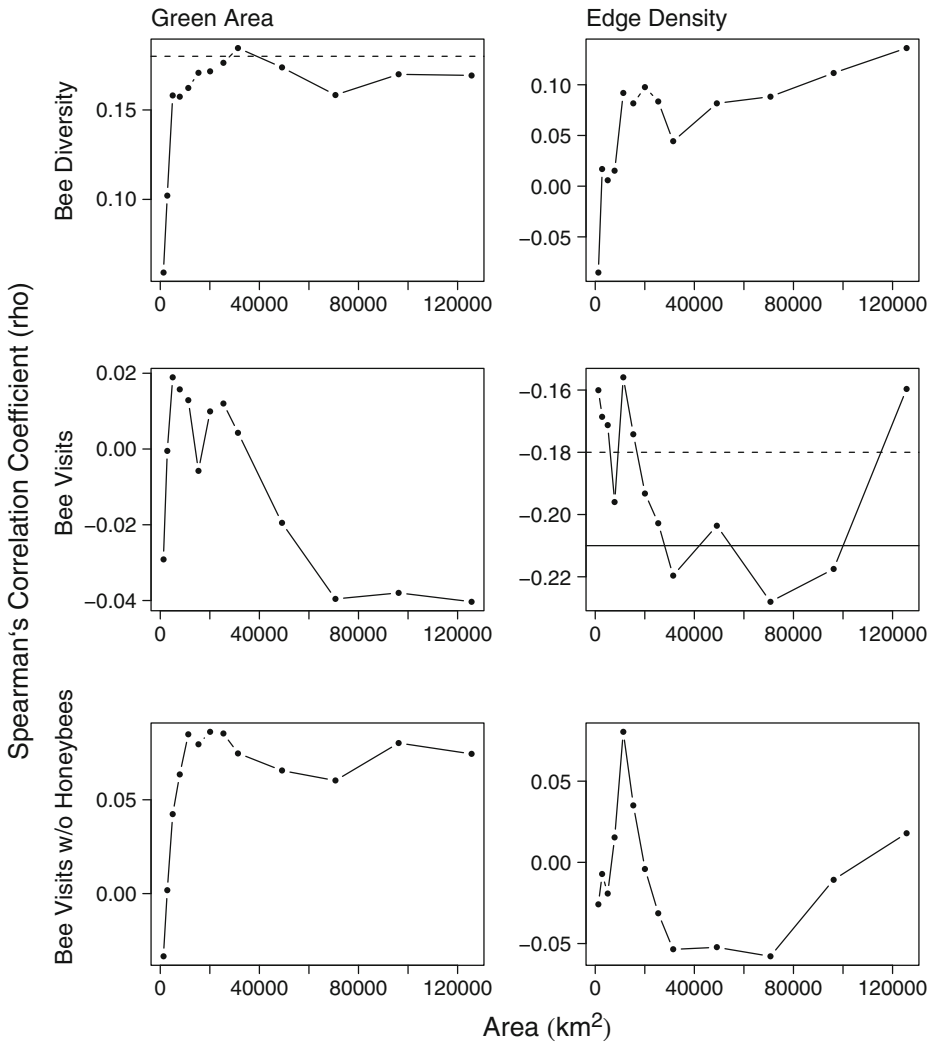 Green Area
Edge Density
Spearman‘s Correlation Coefficient (rho)
Bee Diversity
0.15
0.10
0 40000 80000 120000
0.10
0.05
0.00
−0.05
0 40000 80000 120000
Bee Visits
0.02
0.00
−0.02
−0.04
0 40000 80000 120000
−0.16
−0.18
−0.20
−0.22
0 40000 80000 120000
Bee Visits w/o Honeybees
0.05
0.00
0 40000 80000 120000
0.05
0.00
−0.05
0 40000 80000 120000
Area (km²)